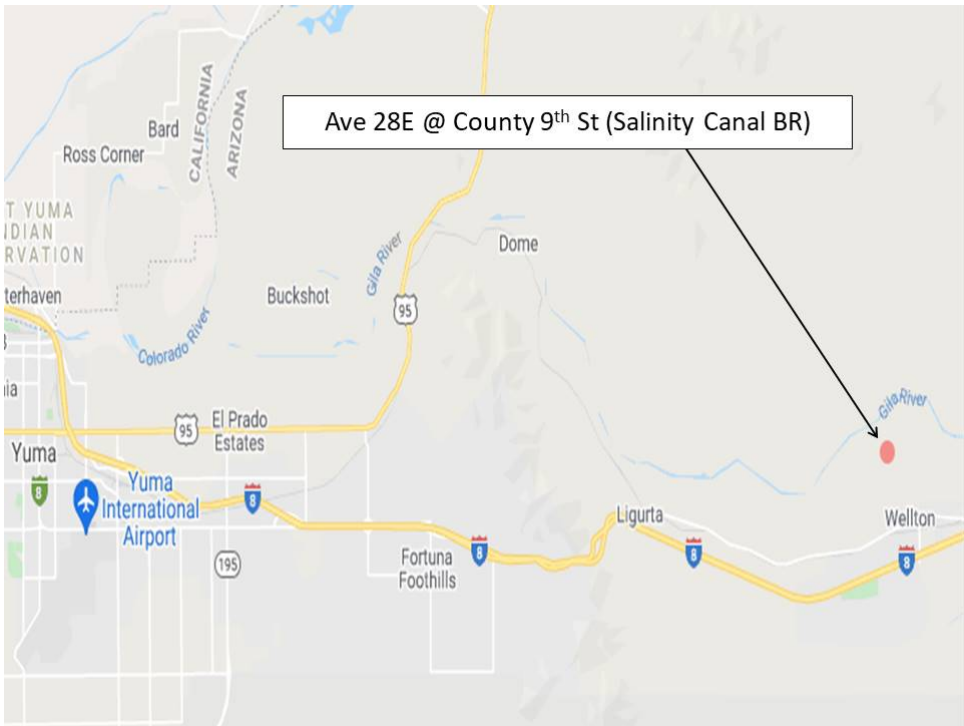 Ave 28E @ County 9th St (Salinity Canal BR)
CALIFORNIA
ARIZONA
Bard
Ross Corner
T YUMA
NDIAN
RVATION
terhaven
Buckshot
Gila River
Dome
95
Colorado River
ia
95
El Prado
Estates
Gila River
Yuma
8
Yuma
International
Airport
8
195
Fortuna
Foothills
8
Ligurta
8
Wellton
8